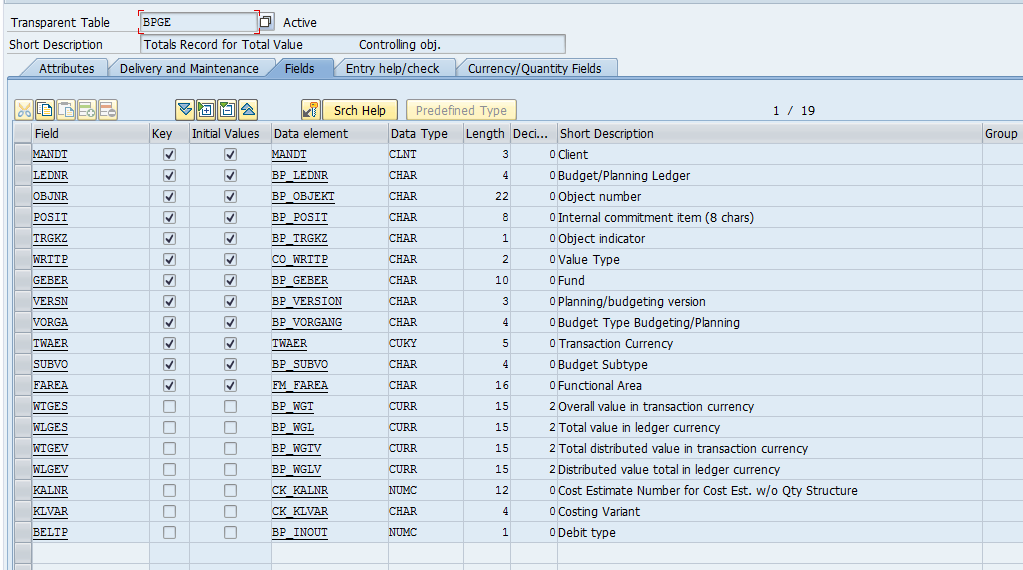 Transparent Table BPGE Active
Short Description Totals Record for Total Value Controlling obj.
Attributes Delivery and Maintenance Fields Entry help/check Currency/Quantity Fields
Srch Help Predefined Type 1 / 19
Field Key Initial Values Data element Data Type Length Deci... Short Description Group
MANDT MANDT CLNT 3 0 Client
LEDNR BP_LEDNR CHAR 4 0 Budget/Planning Ledger
OBJNR BP_OBJEKT CHAR 22 0 Object number
POSIT BP_POSIT CHAR 8 0 Internal commitment item (8 chars)
TRGKZ BP_TRGKZ CHAR 1 0 Object indicator
WRTTP CO_WRTTP CHAR 2 0 Value Type
GEBER BP_GEBER CHAR 10 0 Fund
VERSN BP_VERSION CHAR 3 0 Planning/budgeting version
VORGA BP_VORGANG CHAR 4 0 Budget Type Budgeting/Planning
TWAER TWAER CUKY 5 0 Transaction Currency
SUBVO BP_SUBVO CHAR 4 0 Budget Subtype
FAREA FM_FAREA CHAR 16 0 Functional Area
WTGES BP_WGT CURR 15 2 Overall value in transaction currency
WLGES BP_WGL CURR 15 2 Total value in ledger currency
WTGEV BP_WGTV CURR 15 2 Total distributed value in transaction currency
WLGEV BP_WGLV CURR 15 2 Distributed value total in ledger currency
KALNR CK_KALNR NUMC 12 0 Cost Estimate Number for Cost Est. w/o Qty Structure
KLVAR CK_KLVAR CHAR 4 0 Costing Variant
BELTP BP_INOUT NUMC 1 0 Debit type